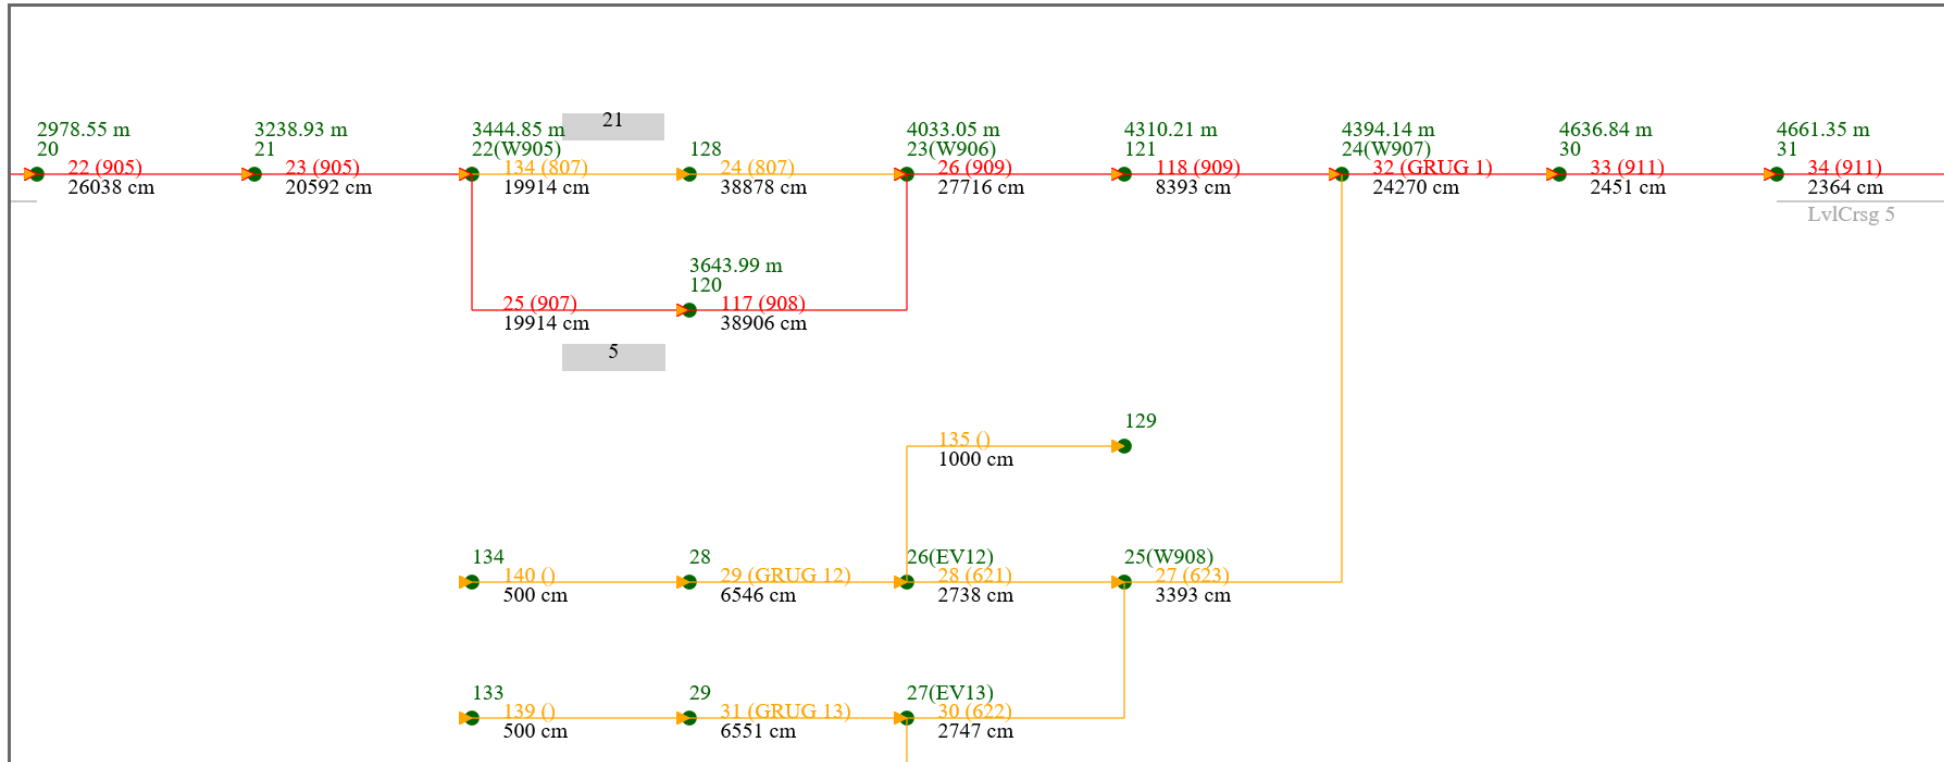 21
2978.55 m
3238.93 m
3444.85 m
4033.05 m
4310.21 m
4394.14 m
4636.84 m
4661.35 m
20
21
22(W905)
128
23(W906)
121
24(W907)
30
31
22 (905)
23 (905)
134 (807)
24 (807)
26 (909)
118 (909)
32 (GRUG 1)
33 (911)
34 (911)
26038 cm
20592 cm
19914 cm
38878 cm
27716 cm
8393 cm
24270 cm
2451 cm
2364 cm
LvlCrsg 5
3643.99 m
120
25 (907)
117 (908)
19914 cm
38906 cm
5
129
135 ()
1000 cm
134
28
26(EV12)
25(W908)
140 ()
29 (GRUG 12)
28 (621)
27 (623)
500 cm
6546 cm
2738 cm
3393 cm
133
29
27(EV13)
139 ()
31 (GRUG 13)
30 (622)
500 cm
6551 cm
2747 cm